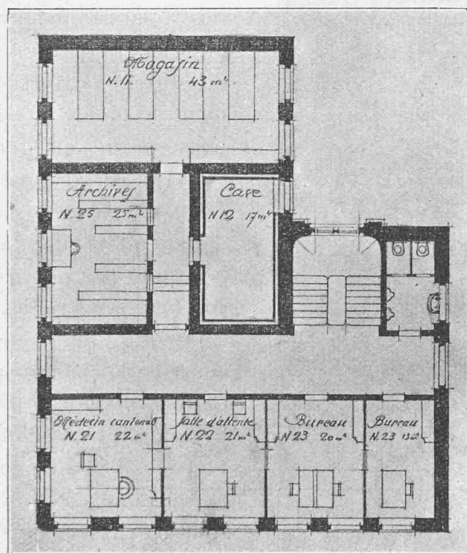 Magasin
N. 11. 43 m²
Archives
N. 25 25 m²
Cave
N 12 17 m²
Médecin cantonal
N. 21 22 m²
Salle d'attente
N. 22 21 m²
Bureau
N. 23 20 m²
Bureau
N. 23 13 m²